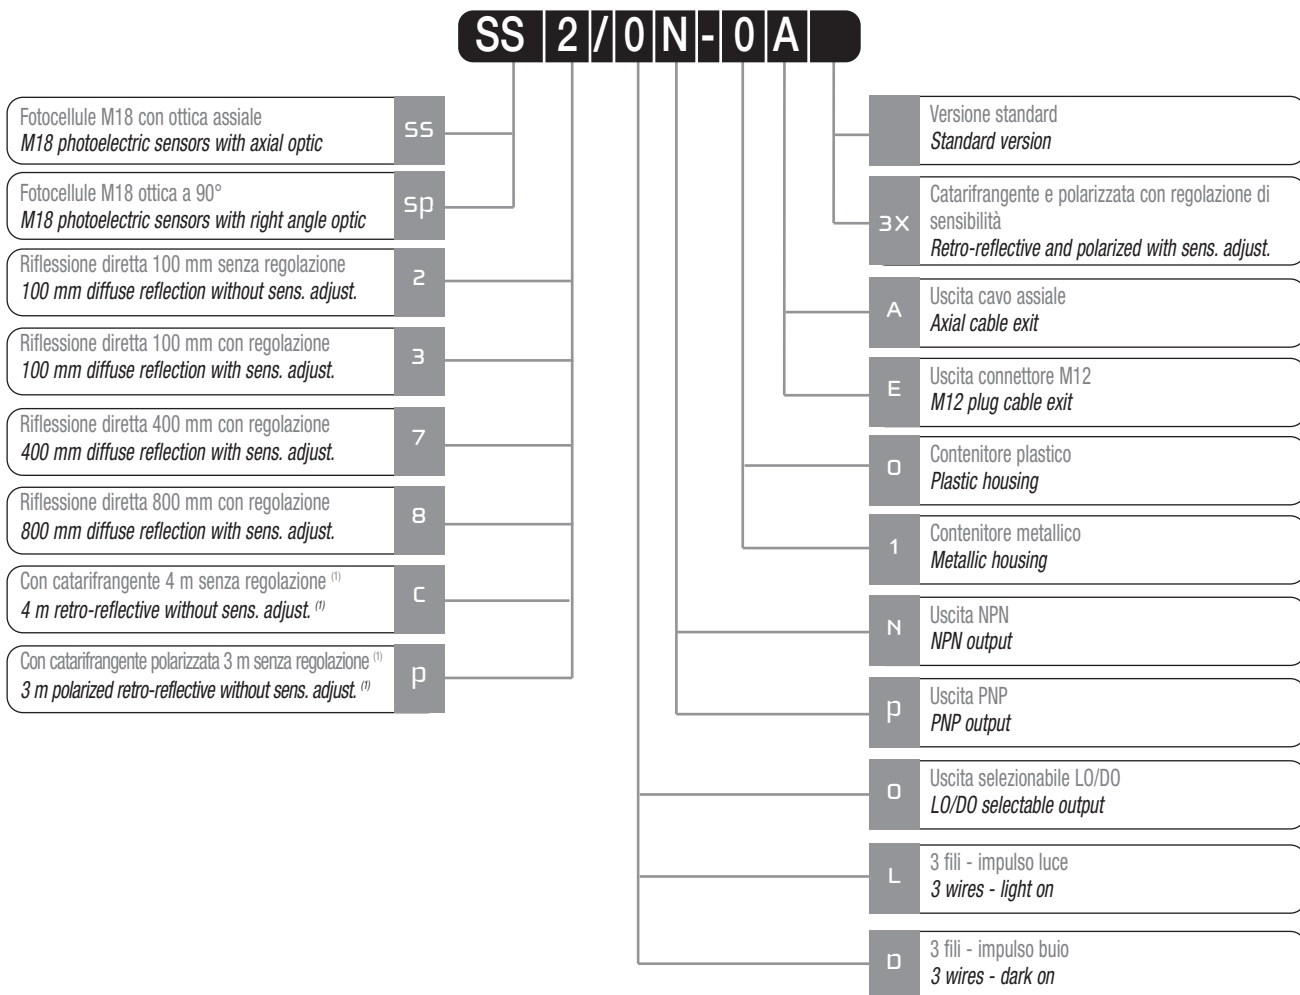 SS 2 / 0 N - 0 A
Fotocellule M18 con ottica assiale
M18 photoelectric sensors with axial optic
SS
Fotocellule M18 ottica a 90°
M18 photoelectric sensors with right angle optic
SP
Riflessione diretta 100 mm senza regolazione
100 mm diffuse reflection without sens. adjust.
2
Riflessione diretta 100 mm con regolazione
100 mm diffuse reflection with sens. adjust.
3
Riflessione diretta 400 mm con regolazione
400 mm diffuse reflection with sens. adjust.
7
Riflessione diretta 800 mm con regolazione
800 mm diffuse reflection with sens. adjust.
8
Con catarifrangente 4 m senza regolazione (1)
4 m retro-reflective without sens. adjust. (1)
C
Con catarifrangente polarizzata 3 m senza regolazione (1)
3 m polarized retro-reflective without sens. adjust. (1)
P
Versione standard
Standard version
3X
Catarifrangente e polarizzata con regolazione di
sensibilità
Retro-reflective and polarized with sens. adjust.
A
Uscita cavo assiale
Axial cable exit
E
Uscita connettore M12
M12 plug cable exit
0
Contenitore plastico
Plastic housing
1
Contenitore metallico
Metallic housing
N
Uscita NPN
NPN output
P
Uscita PNP
PNP output
0
Uscita selezionabile LO/DO
LO/DO selectable output
L
3 fili - impulso luce
3 wires - light on
D
3 fili - impulso buio
3 wires - dark on